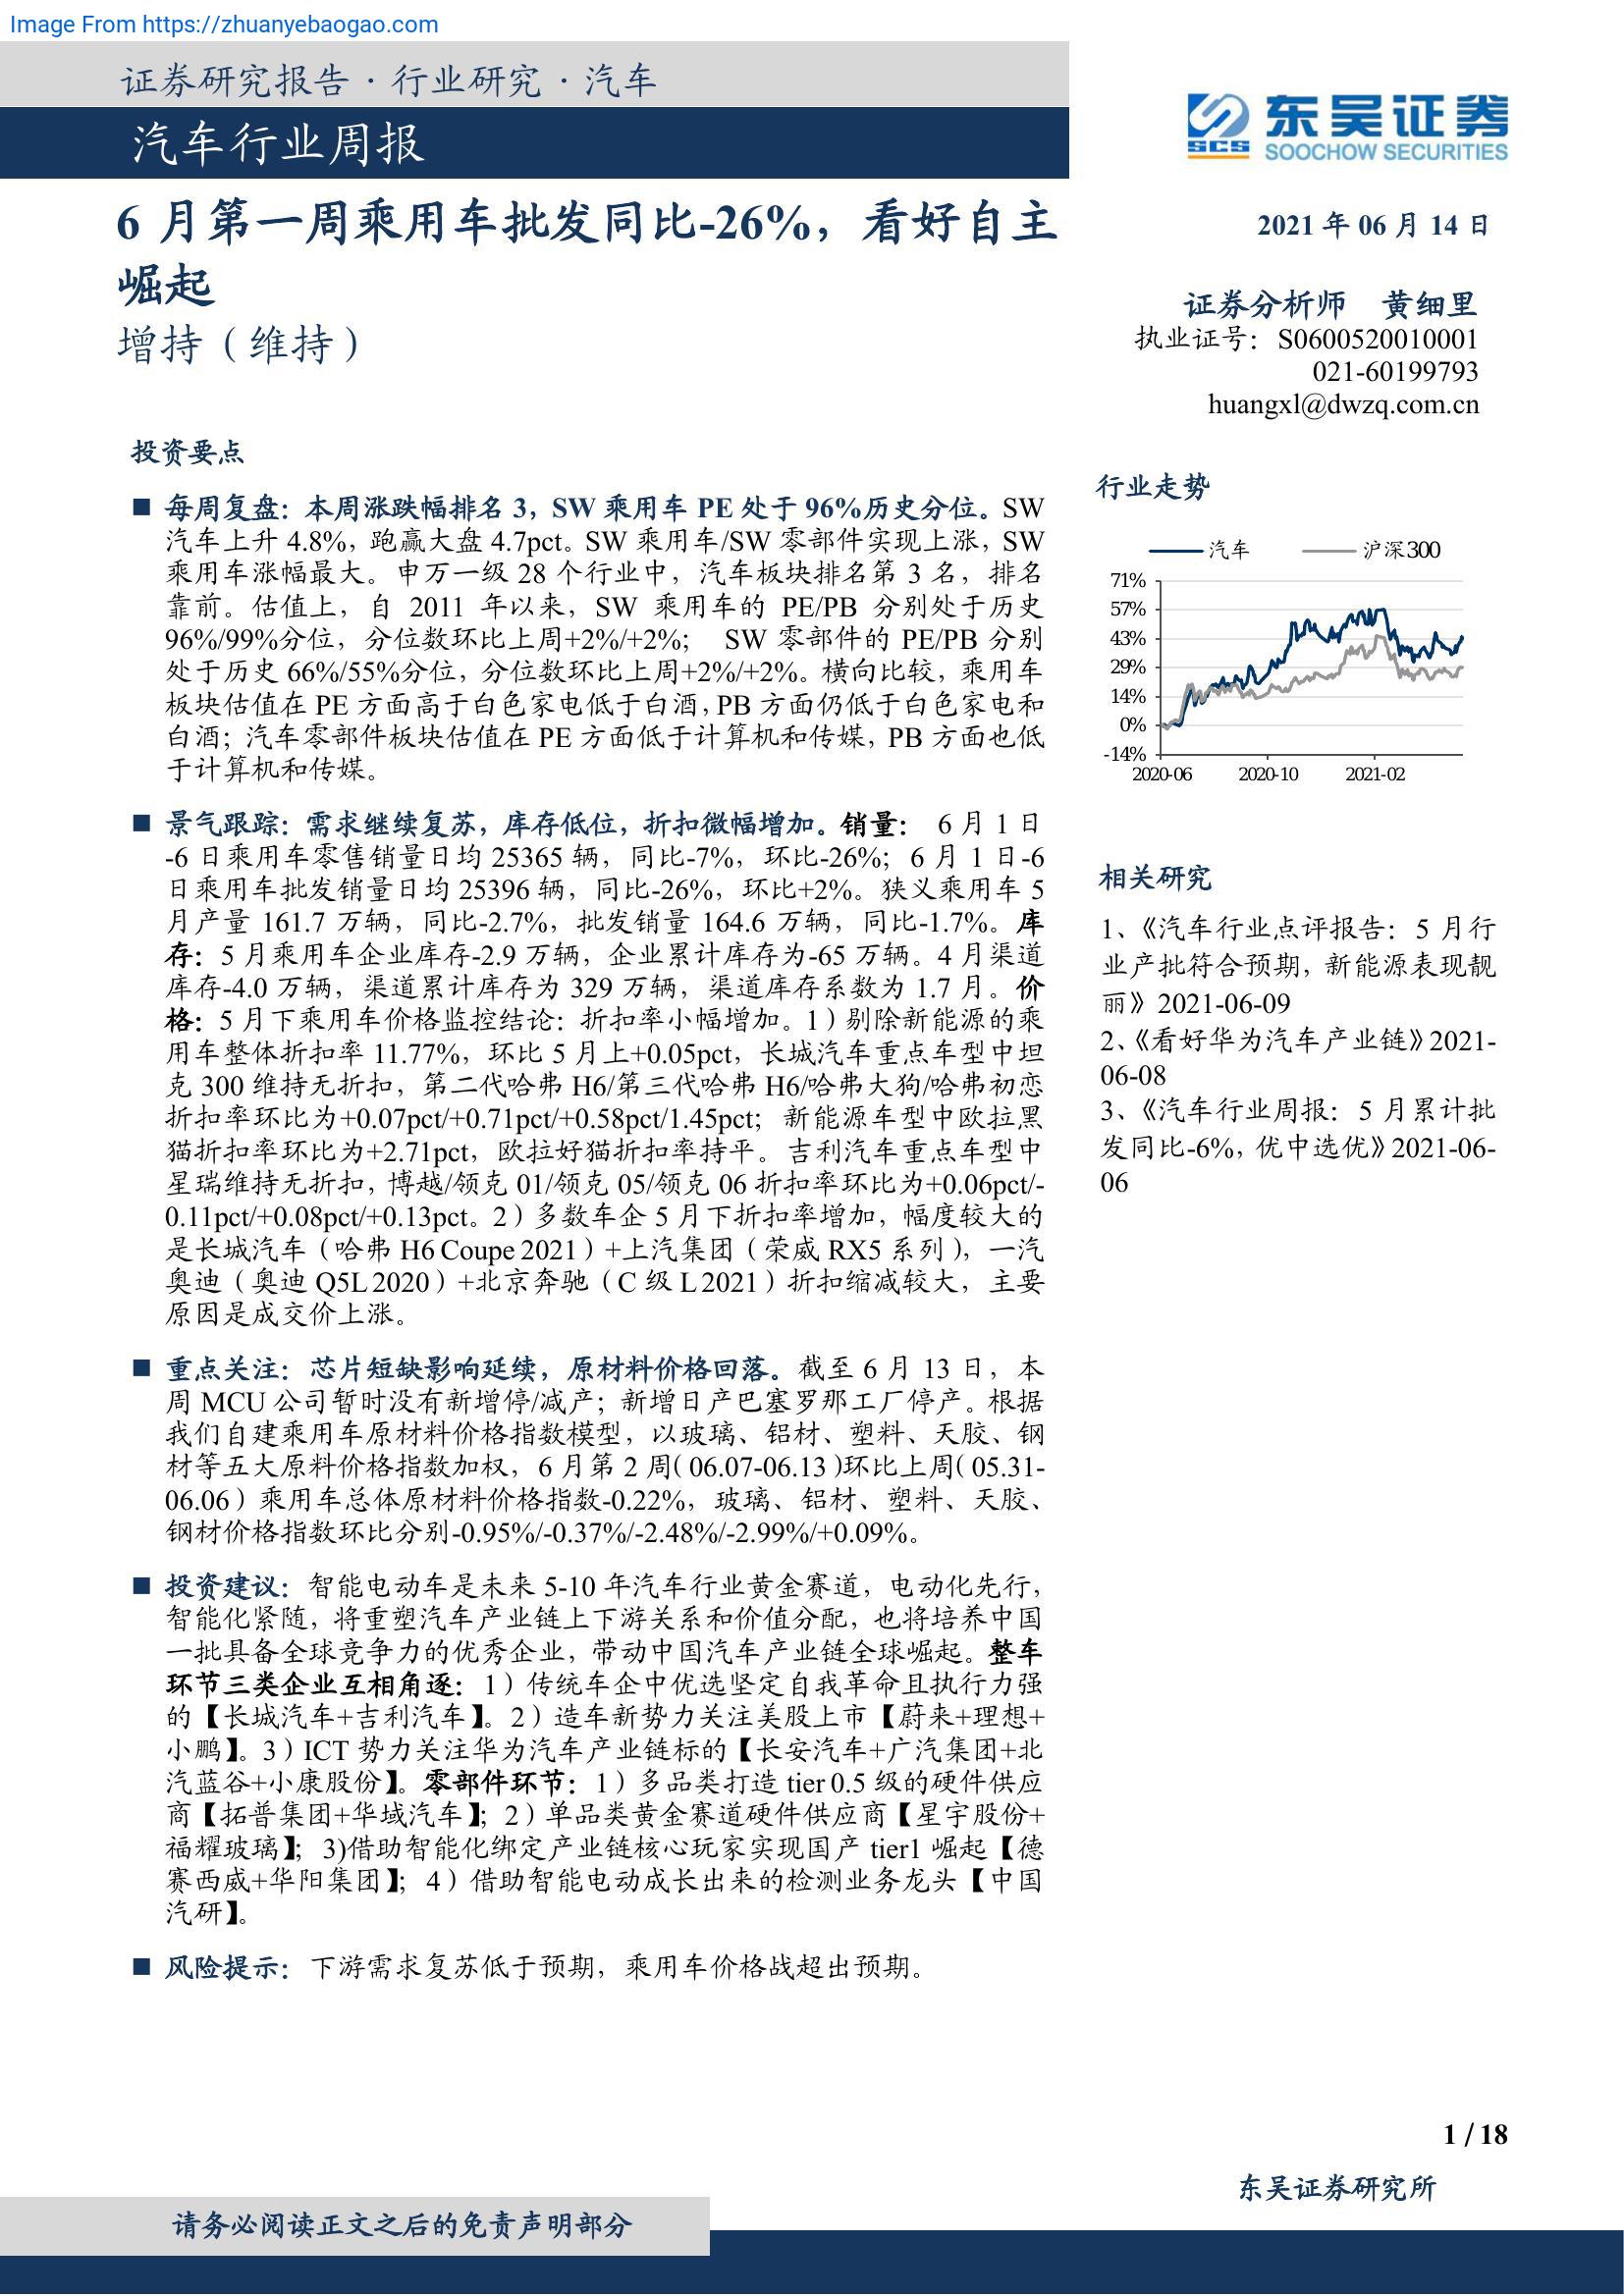 Image From https://zhuanyebaogao.com
证券研究报告·行业研究·汽车
汽车行业周报
东吴证券
SCS
SOOCHOW SECURITIES
6 月第一周乘用车批发同比-26%，看好自主
崛起
增持（维持）
2021 年 06 月 14 日
证券分析师 黄细里
执业证号：S0600520010001
021-60199793
huangxl@dwzq.com.cn
投资要点
■ 每周复盘：本周涨跌幅排名 3，SW 乘用车 PE 处于 96%历史分位。SW
汽车上升 4.8%，跑赢大盘 4.7pct。SW 乘用车/SW 零部件实现上涨，SW
乘用车涨幅最大。申万一级 28 个行业中，汽车板块排名第 3 名，排名
靠前。估值上，自 2011 年以来，SW 乘用车的 PE/PB 分别处于历史
96%/99%分位，分位数环比上周+2%/+2%； SW 零部件的 PE/PB 分别
处于历史 66%/55%分位，分位数环比上周+2%/+2%。横向比较，乘用车
板块估值在 PE 方面高于白色家电低于白酒，PB 方面仍低于白色家电和
白酒；汽车零部件板块估值在 PE 方面低于计算机和传媒，PB 方面也低
于计算机和传媒。
■ 景气跟踪：需求继续复苏，库存低位，折扣微幅增加。销量： 6 月 1 日
-6 日乘用车零售销量日均 25365 辆，同比-7%，环比-26%；6 月 1 日-6
日乘用车批发销量日均 25396 辆，同比-26%，环比+2%。狭义乘用车 5
月产量 161.7 万辆，同比-2.7%，批发销量 164.6 万辆，同比-1.7%。库
存：5 月乘用车企业库存-2.9 万辆，企业累计库存为-65 万辆。4 月渠道
库存-4.0 万辆，渠道累计库存为 329 万辆，渠道库存系数为 1.7 月。价
格：5 月下乘用车价格监控结论：折扣率小幅增加。1）剔除新能源的乘
用车整体折扣率 11.77%，环比 5 月上+0.05pct，长城汽车重点车型中坦
克 300 维持无折扣，第二代哈弗 H6/第三代哈弗 H6/哈弗大狗/哈弗初恋
折扣率环比为+0.07pct/+0.71pct/+0.58pct/1.45pct；新能源车型中欧拉黑
猫折扣率环比为+2.71pct，欧拉好猫折扣率持平。吉利汽车重点车型中
星瑞维持无折扣，博越/领克 01/领克 05/领克 06 折扣率环比为+0.06pct/-
0.11pct/+0.08pct/+0.13pct。2）多数车企 5 月下折扣率增加，幅度较大的
是长城汽车（哈弗 H6 Coupe 2021）+上汽集团（荣威 RX5 系列），一汽
奥迪（奥迪 Q5L 2020）+北京奔驰（C 级 L 2021）折扣缩减较大，主要
原因是成交价上涨。
■ 重点关注：芯片短缺影响延续，原材料价格回落。截至 6 月 13 日，本
周 MCU 公司暂时没有新增停/减产；新增日产巴塞罗那工厂停产。根据
我们自建乘用车原材料价格指数模型，以玻璃、铝材、塑料、天胶、钢
材等五大原料价格指数加权，6 月第 2 周（06.07-06.13）环比上周（05.31-
06.06）乘用车总体原材料价格指数-0.22%，玻璃、铝材、塑料、天胶、
钢材价格指数环比分别-0.95%/-0.37%/-2.48%/-2.99%/+0.09%。
■ 投资建议：智能电动车是未来 5-10 年汽车行业黄金赛道，电动化先行，
智能化紧随，将重塑汽车产业链上下游关系和价值分配，也将培养中国
一批具备全球竞争力的优秀企业，带动中国汽车产业链全球崛起。整车
环节三类企业互相角逐：1）传统车企中优选坚定自我革命且执行力强
的【长城汽车+吉利汽车】。2）造车新势力关注美股上市【蔚来+理想+
小鹏】。3）ICT 势力关注华为汽车产业链标的【长安汽车+广汽集团+北
汽蓝谷+小康股份】。零部件环节：1）多品类打造 tier 0.5 级的硬件供应
商【拓普集团+华域汽车】；2）单品类黄金赛道硬件供应商【星宇股份+
福耀玻璃】；3)借助智能化绑定产业链核心玩家实现国产 tier1 崛起【德
赛西威+华阳集团】；4）借助智能电动成长出来的检测业务龙头【中国
汽研】。
■ 风险提示：下游需求复苏低于预期，乘用车价格战超出预期。
行业走势
汽车 沪深300
71%
57%
43%
29%
14%
0%
-14%
2020-06 2020-10 2021-02
相关研究
1、《汽车行业点评报告：5 月行
业产批符合预期，新能源表现靓
丽》2021-06-09
2、《看好华为汽车产业链》2021-
06-08
3、《汽车行业周报：5 月累计批
发同比-6%，优中选优》2021-06-
06
1 / 18
东吴证券研究所
请务必阅读正文之后的免责声明部分